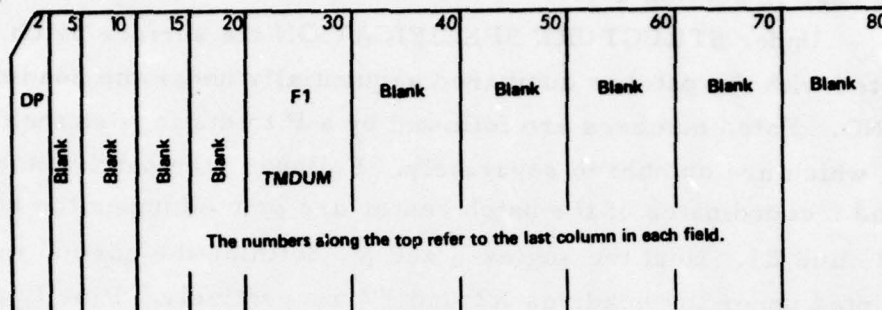 2 5 10 15 20 30 40 50 60 70 80
DP Blank Blank Blank Blank F1 Blank Blank Blank Blank Blank
TMDUM
The numbers along the top refer to the last column in each field.